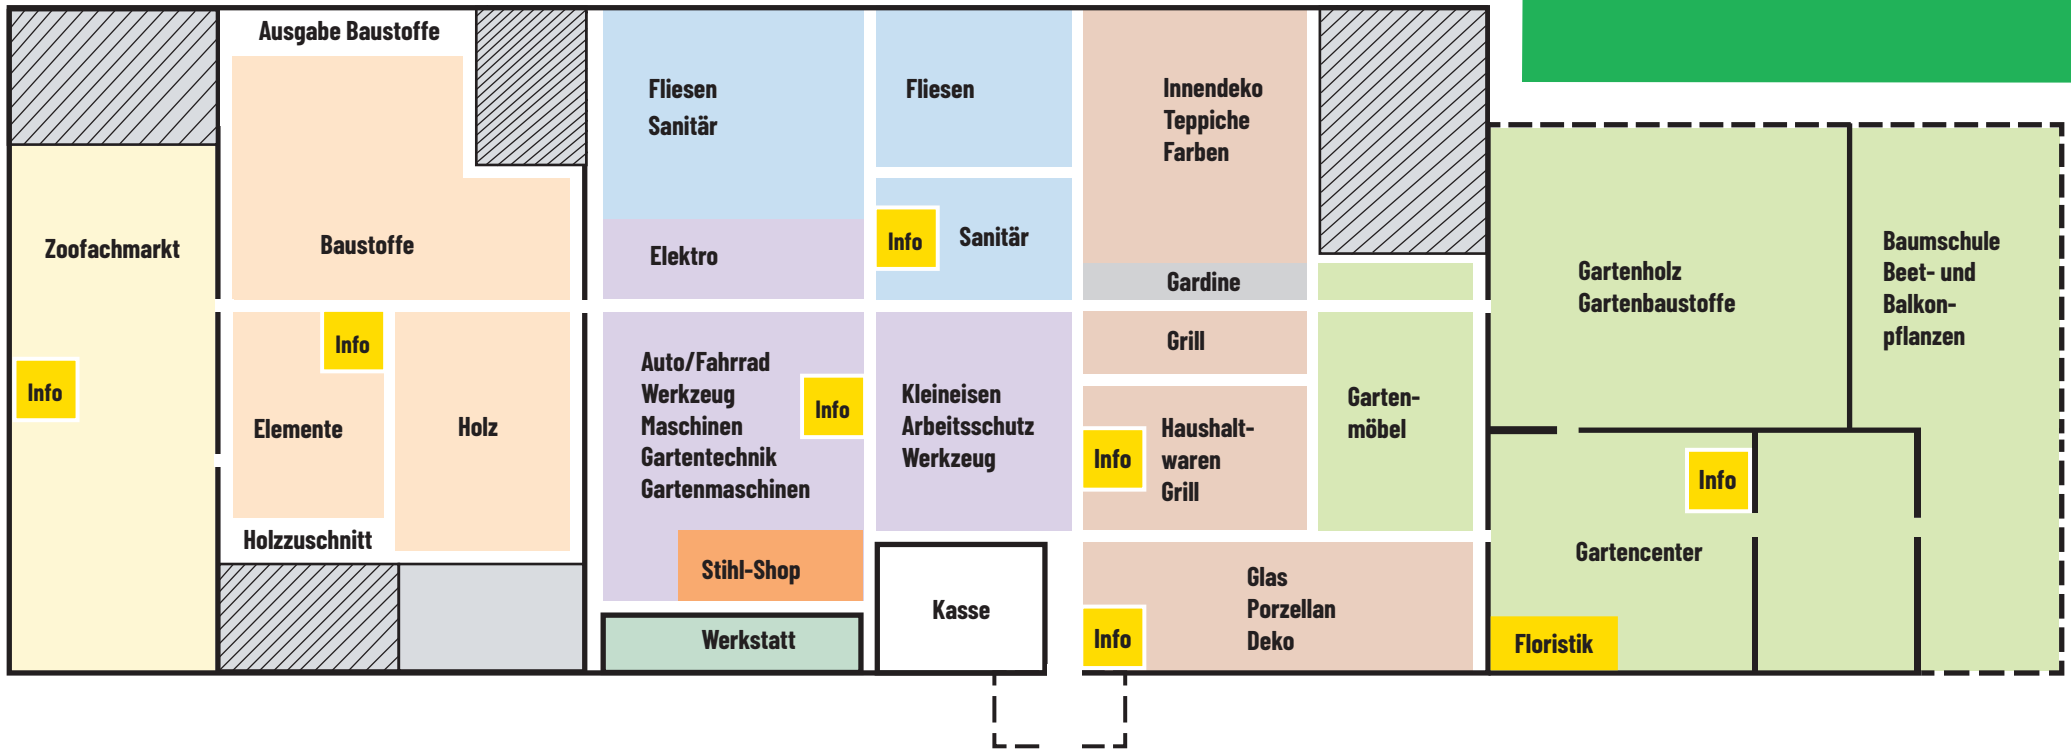 Ausgabe Baustoffe
Zoofachmarkt
Info
Baustoffe
Info
Elemente
Holz
Holzzuschnitt
Fliesen
Sanitär
Elektro
Auto/Fahrrad
Werkzeug
Maschinen
Gartentechnik
Gartenmaschinen
Info
Stihl-Shop
Werkstatt
Fliesen
Info
Sanitär
Kleineisen
Arbeitsschutz
Werkzeug
Kasse
Innendeko
Teppiche
Farben
Gardine
Grill
Info
Haushalt-
waren
Grill
Garten-
möbel
Info
Glas
Porzellan
Deko
Gartenholz
Gartenbaustoffe
Baumschule
Beet- und
Balkon-
pflanzen
Info
Gartencenter
Floristik